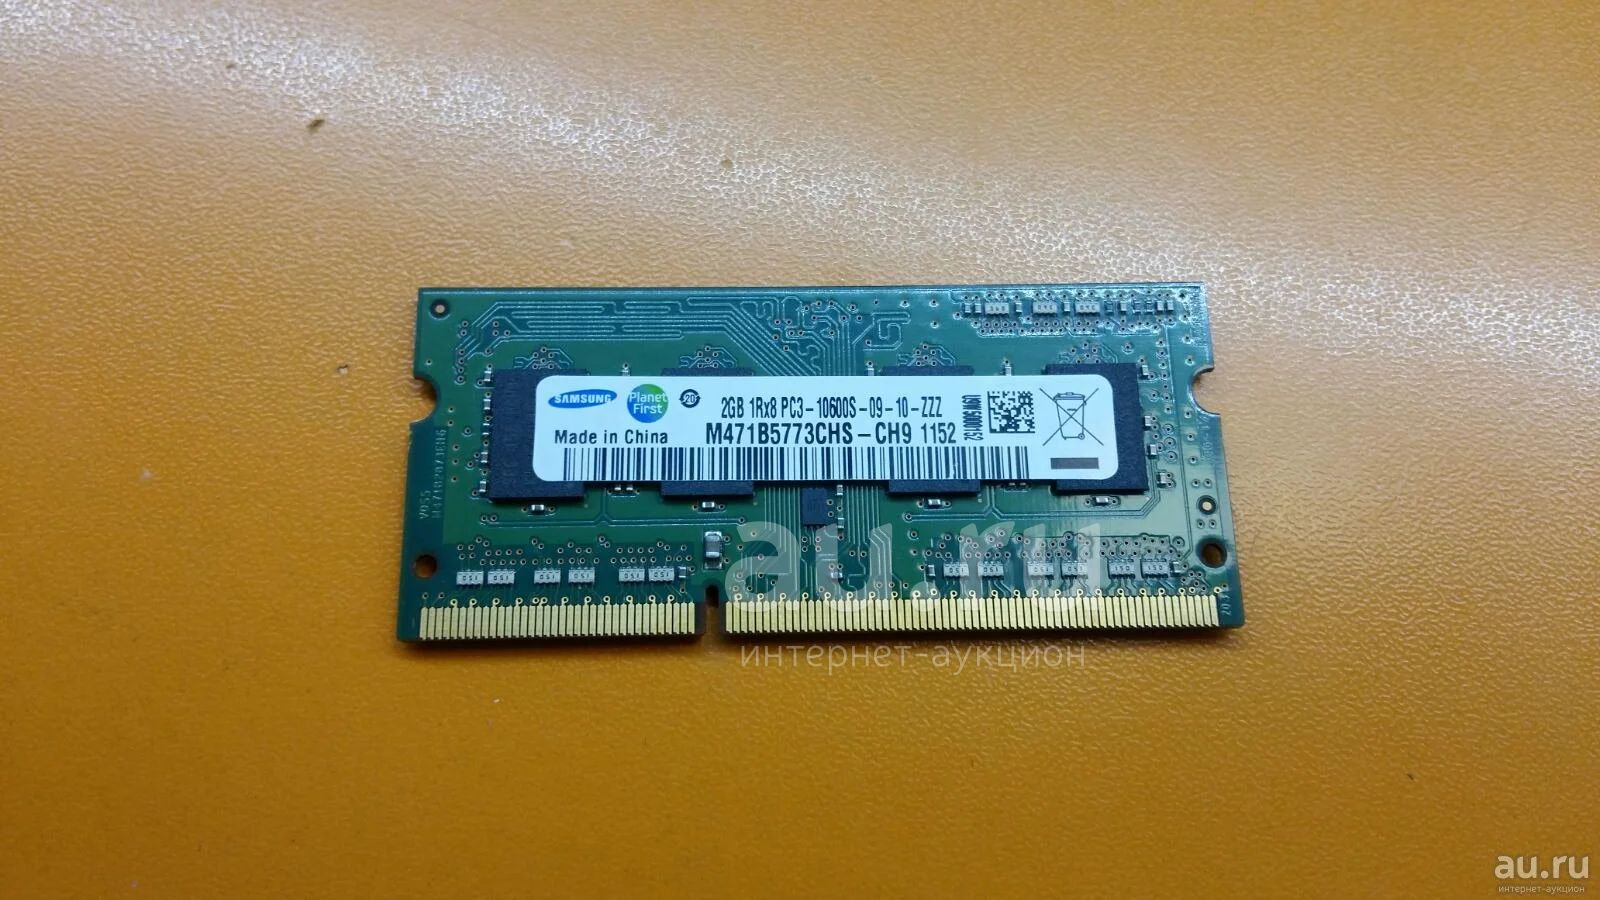 SAMSUNG
Planet
First
20
2GB 1Rx8 PC3-10600S-09-10-ZZZ
Made in China
M471B5773CHS-CH9 1152
au.ru
интернет-аукцион
au.ru
интернет-аукцион